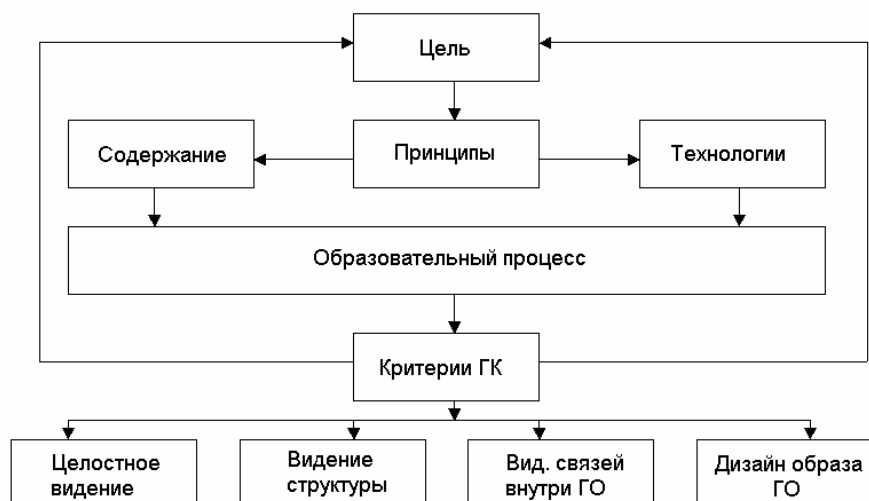 Цель
Содержание
Принципы
Технологии
Образовательный процесс
Критерии ГК
Целостное
видение
Видение
структуры
Вид. связей
внутри ГО
Дизайн образа
ГО